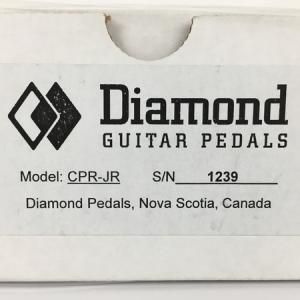 Diamond
GUITAR PEDALS
Model: CPR-JR S/N 1239
Diamond Pedals, Nova Scotia, Canada